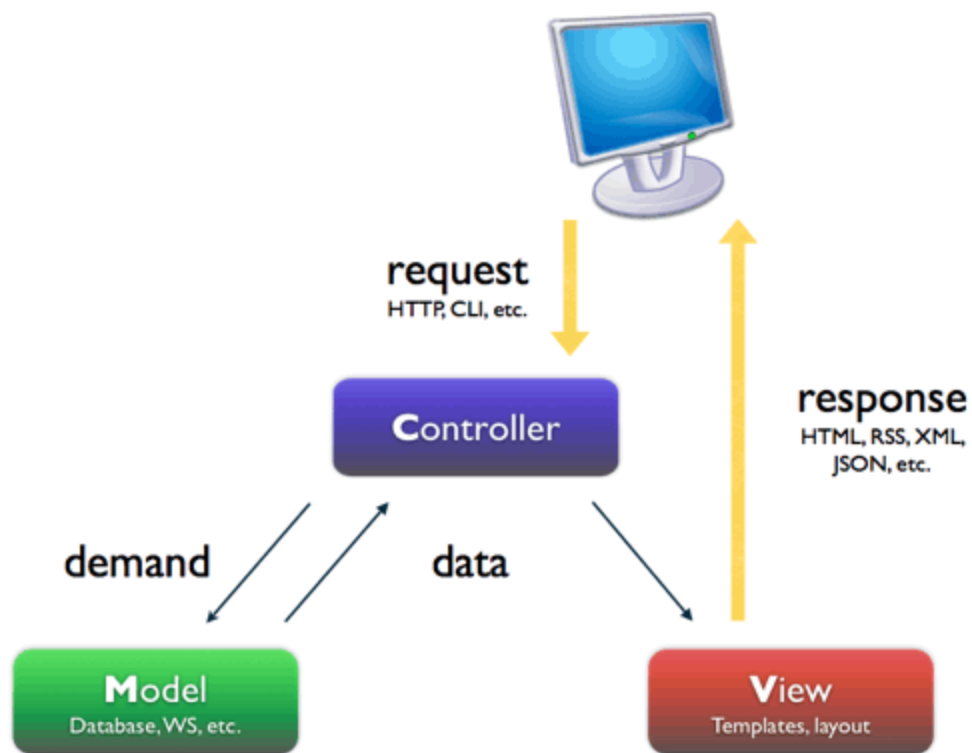 request
HTTP, CLI, etc.
Controller
response
HTML, RSS, XML,
JSON, etc.
demand
data
Model
Database, WS, etc.
View
Templates, layout